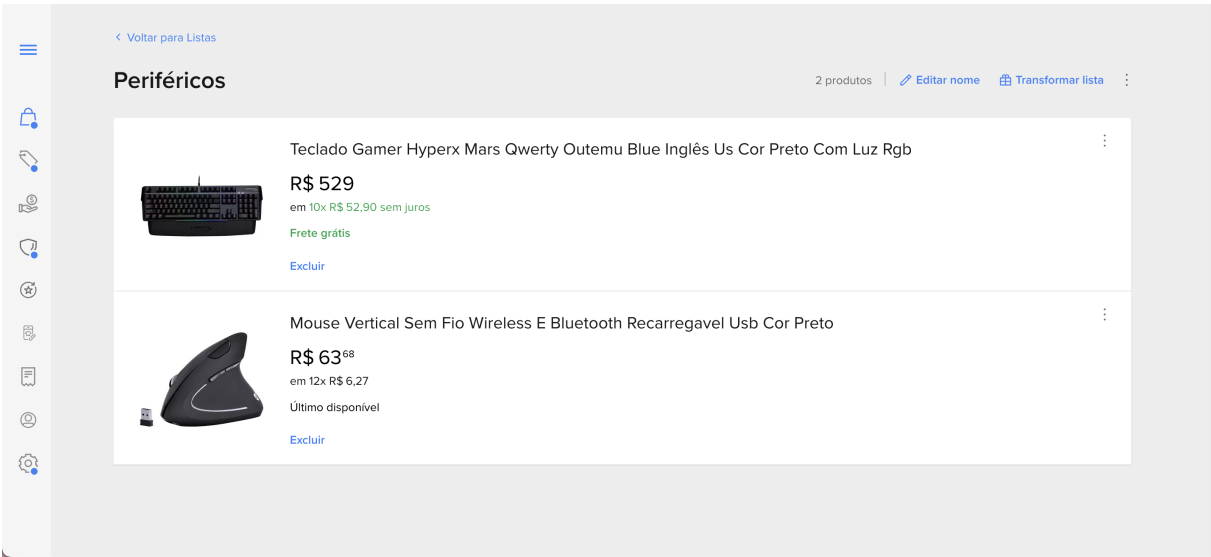 Voltar para Listas
Periféricos
2 produtos
Editar nome
Transformar lista
Teclado Gamer Hyperx Mars Qwerty Outemu Blue Inglês Us Cor Preto Com Luz Rgb
R$ 529
em 10x R$ 52,90 sem juros
Frete grátis
Excluir
Mouse Vertical Sem Fio Wireless E Bluetooth Recarregavel Usb Cor Preto
R$ 63⁶⁸
em 12x R$ 6,27
Último disponível
Excluir